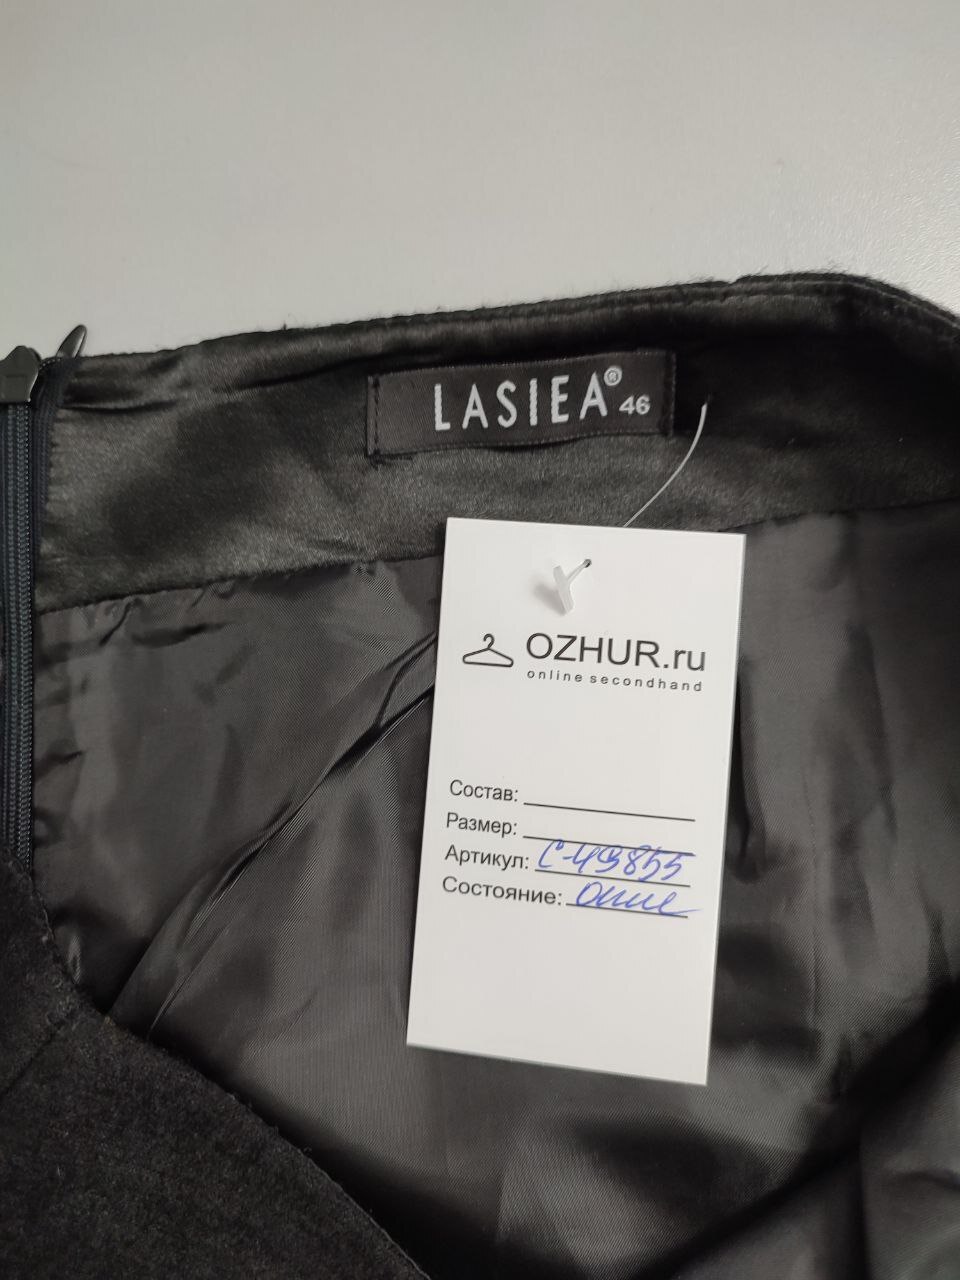 LASIEA® 46
OZHUR.ru
online secondhand
Состав:
Размер:
Артикул: С-49855
Состояние: Отл